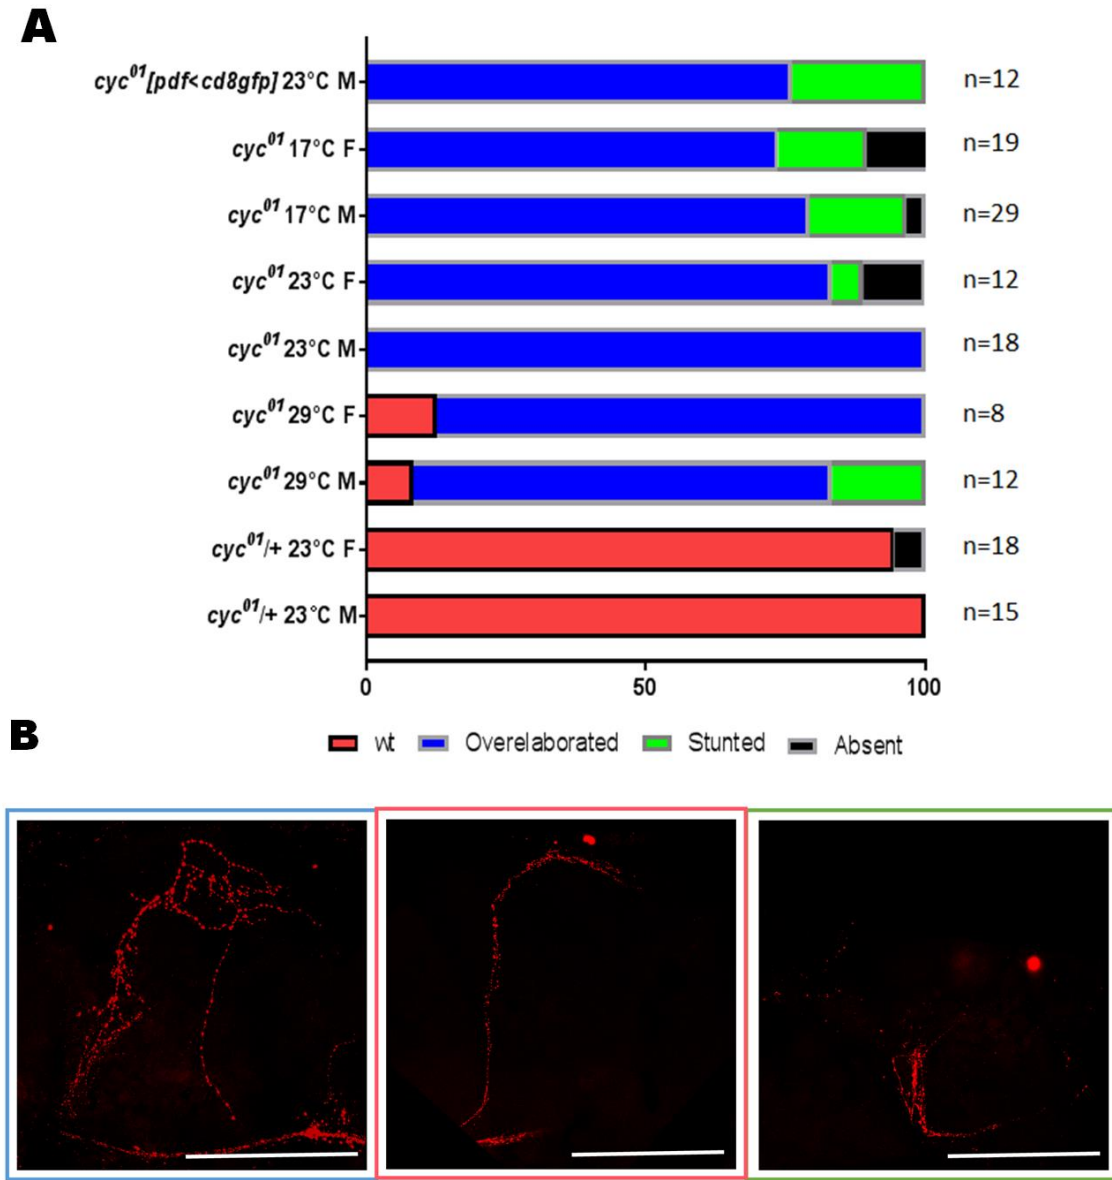 A
cyc⁰¹[pdf<cd8gfp] 23°C M n=12
cyc⁰¹ 17°C F n=19
cyc⁰¹ 17°C M n=29
cyc⁰¹ 23°C F n=12
cyc⁰¹ 23°C M n=18
cyc⁰¹ 29°C F n=8
cyc⁰¹ 29°C M n=12
cyc⁰¹/+ 23°C F n=18
cyc⁰¹/+ 23°C M n=15
0 50 100
B
wt Overelaborated Stunted Absent